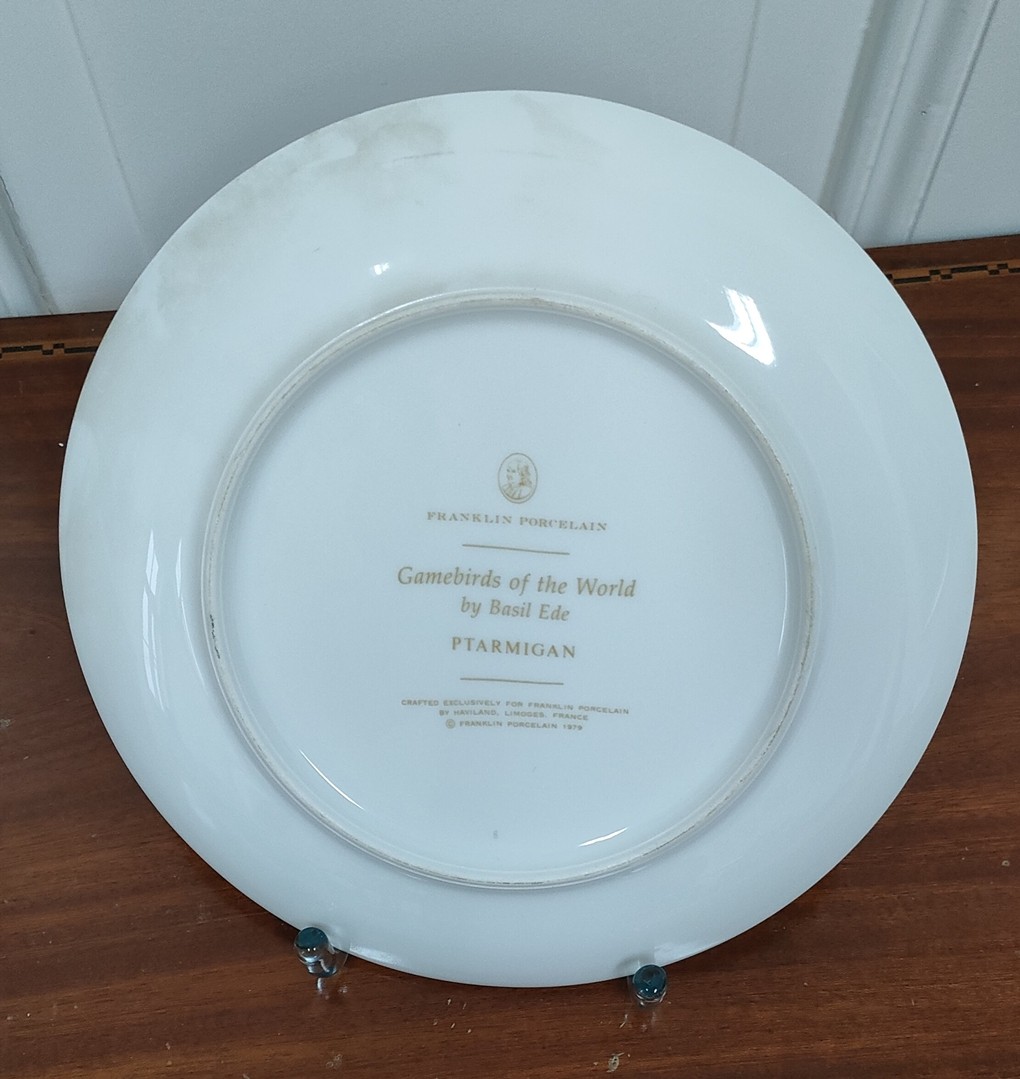 FRANKLIN PORCELAIN
Gamebirds of the World
by Basil Ede
PTARMIGAN
CRAFTED EXCLUSIVELY FOR FRANKLIN PORCELAIN
BY HAVILAND, LIMOGES, FRANCE
© FRANKLIN PORCELAIN 1979